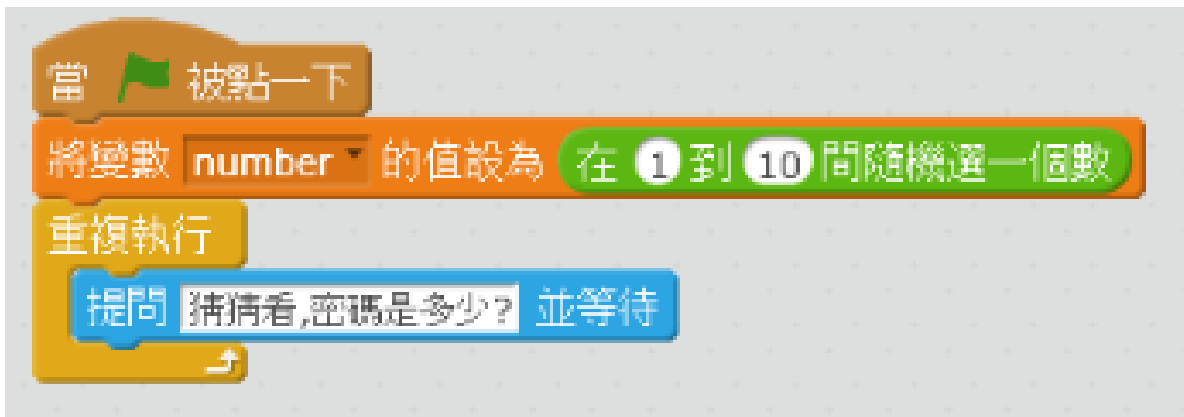 當 被點一下
將變數 number 的值設為 在 1 到 10 間隨機選一個數
重複執行
提問 猜猜看,密碼是多少? 並等待